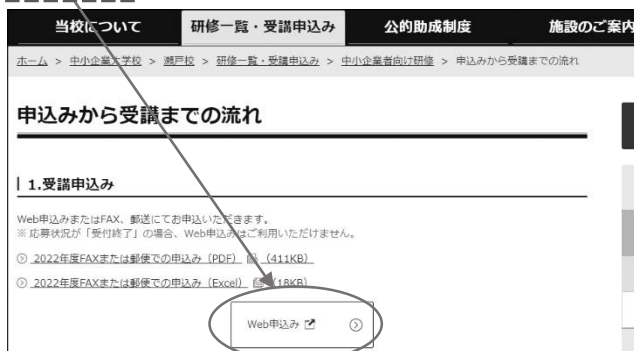 当校について 研修一覧・受講申込み 公的助成制度 施設のご案内
ホーム > 中小企業大学校 > 瀬戸校 > 研修一覧・受講申込み > 中小企業者向け研修 > 申込みから受講までの流れ
申込みから受講までの流れ
1.受講申込み
Web申込みまたはFAX、郵送にてお申込いただきます。
※ 応募状況が「受付終了」の場合、Web申込みはご利用いただけません。
2022年度FAXまたは郵便での申込み（PDF） （411KB）
2022年度FAXまたは郵便での申込み（Excel） （18KB）
Web申込み